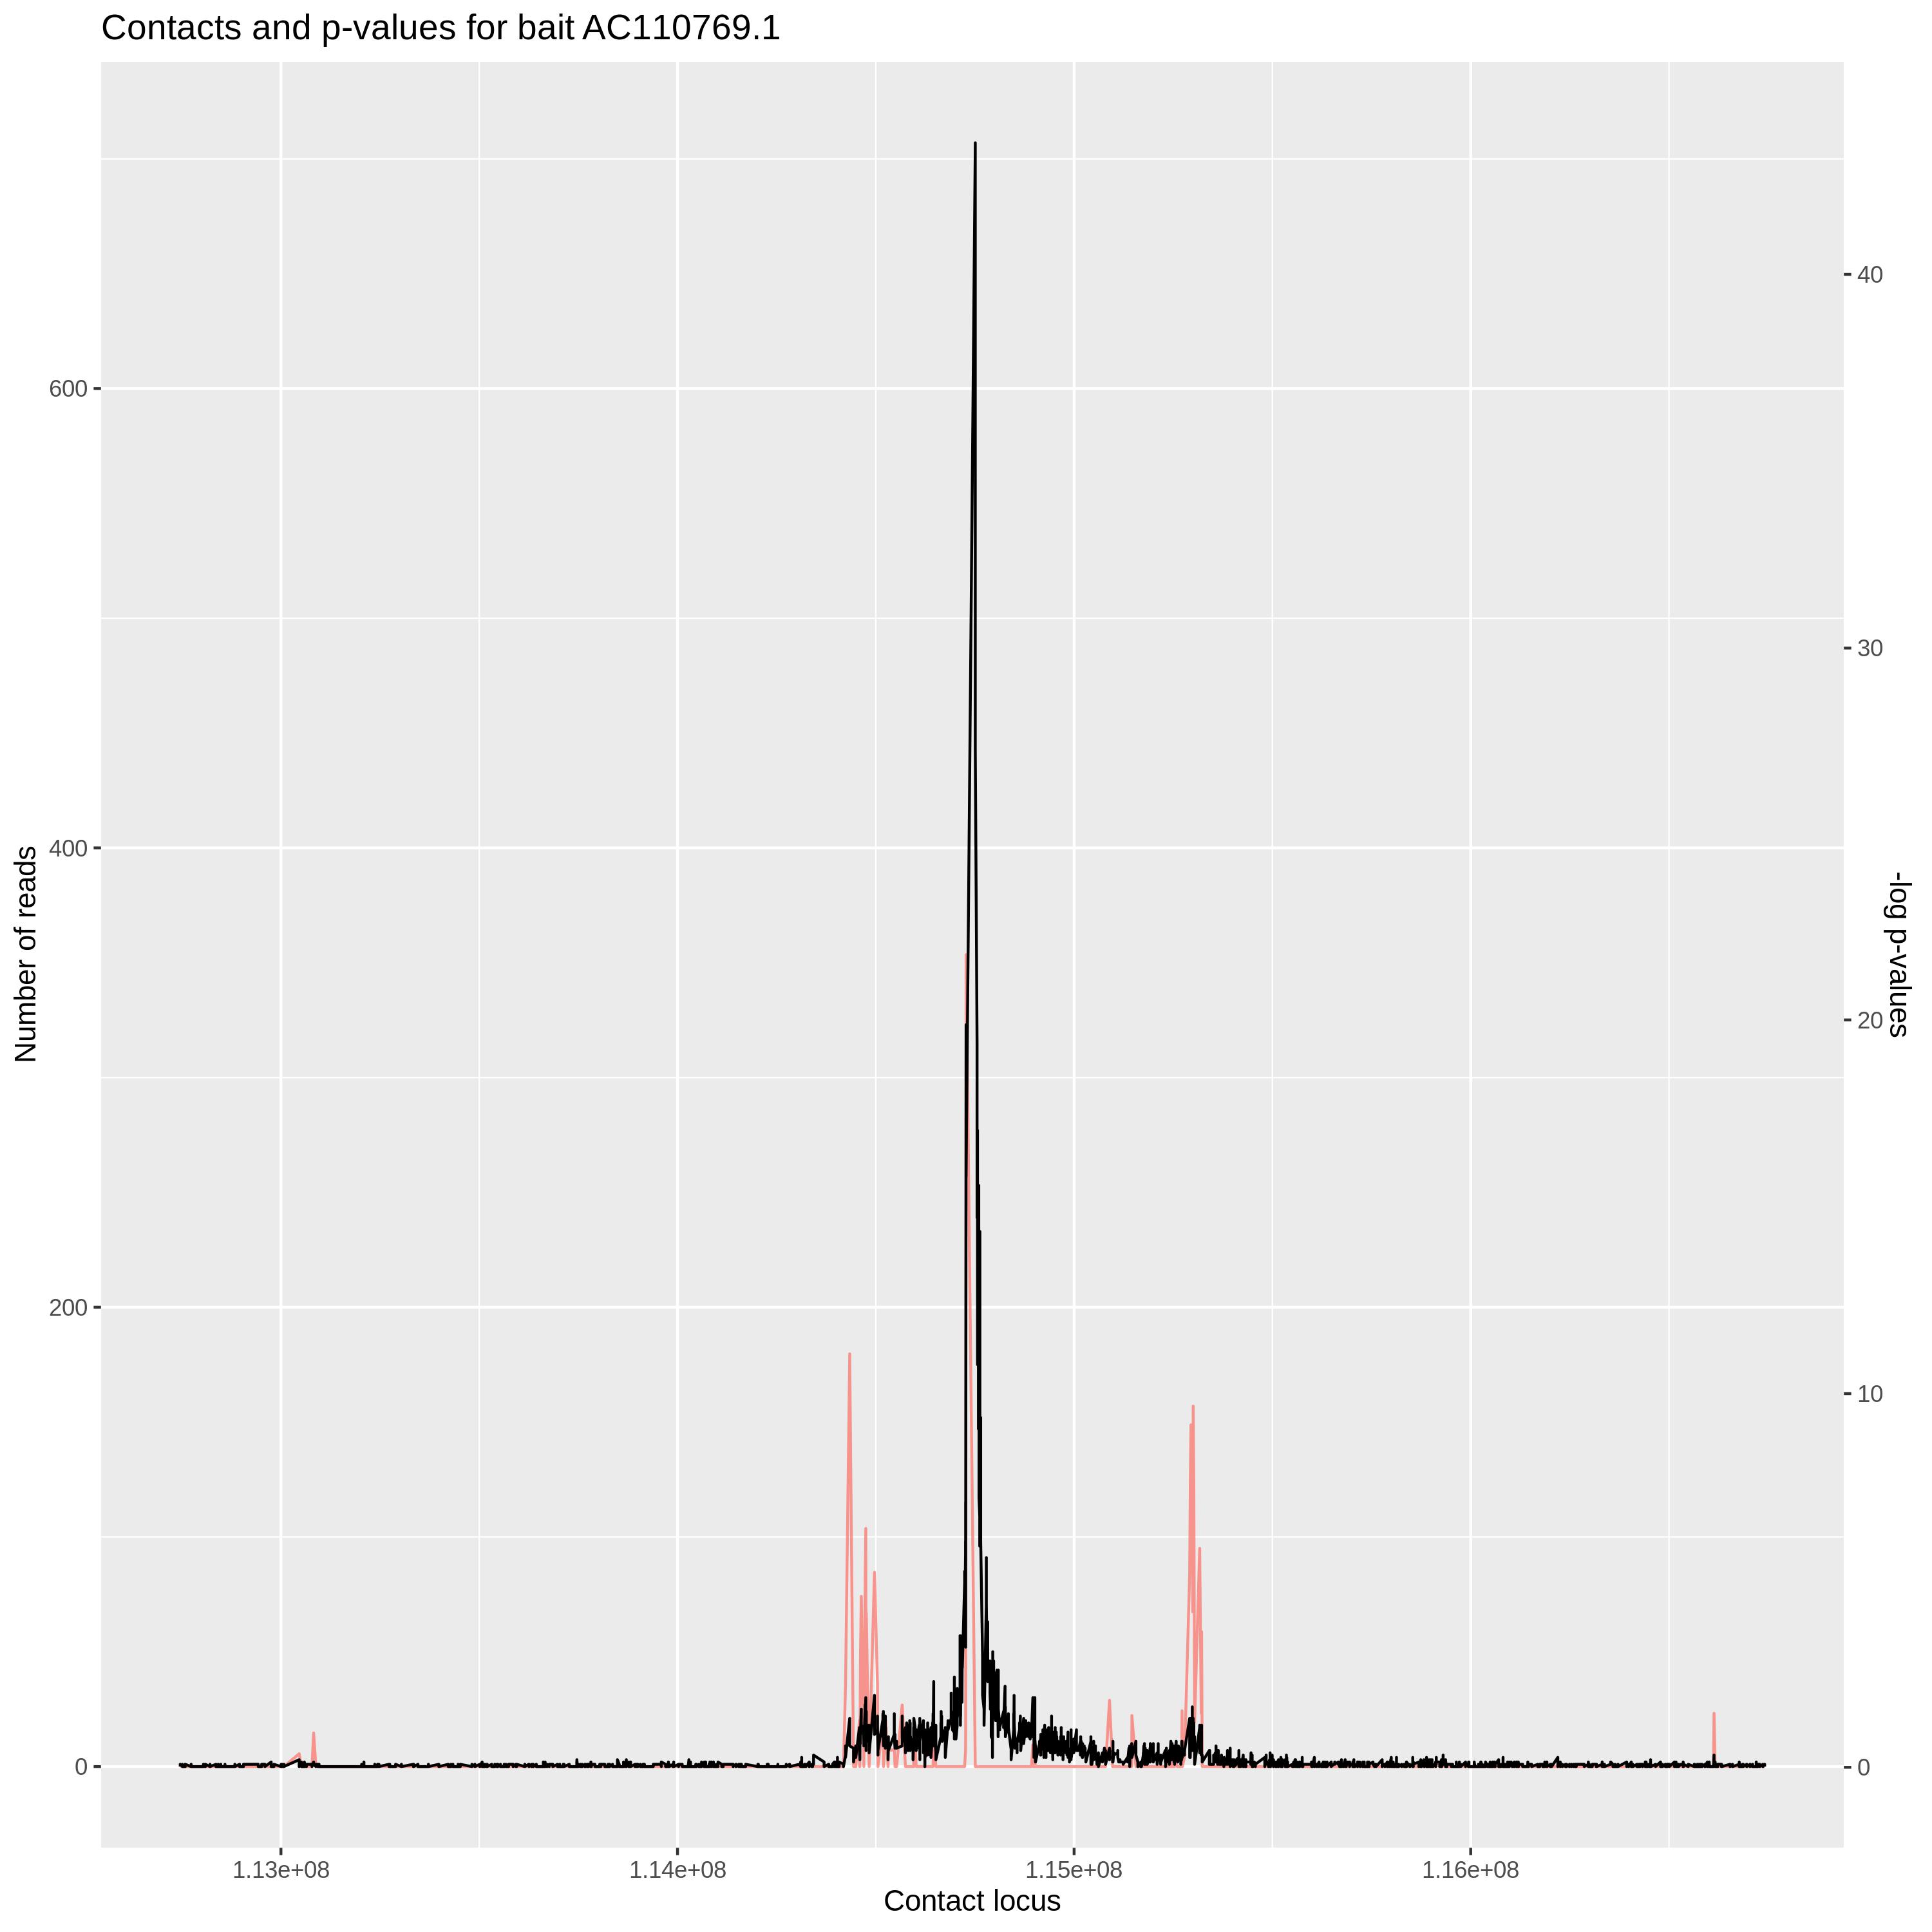 Contacts and p-values for bait AC110769.1
600
400
200
0
Number of reads
40
30
20
10
0
-log p-values
1.13e+08
1.14e+08
1.15e+08
1.16e+08
Contact locus